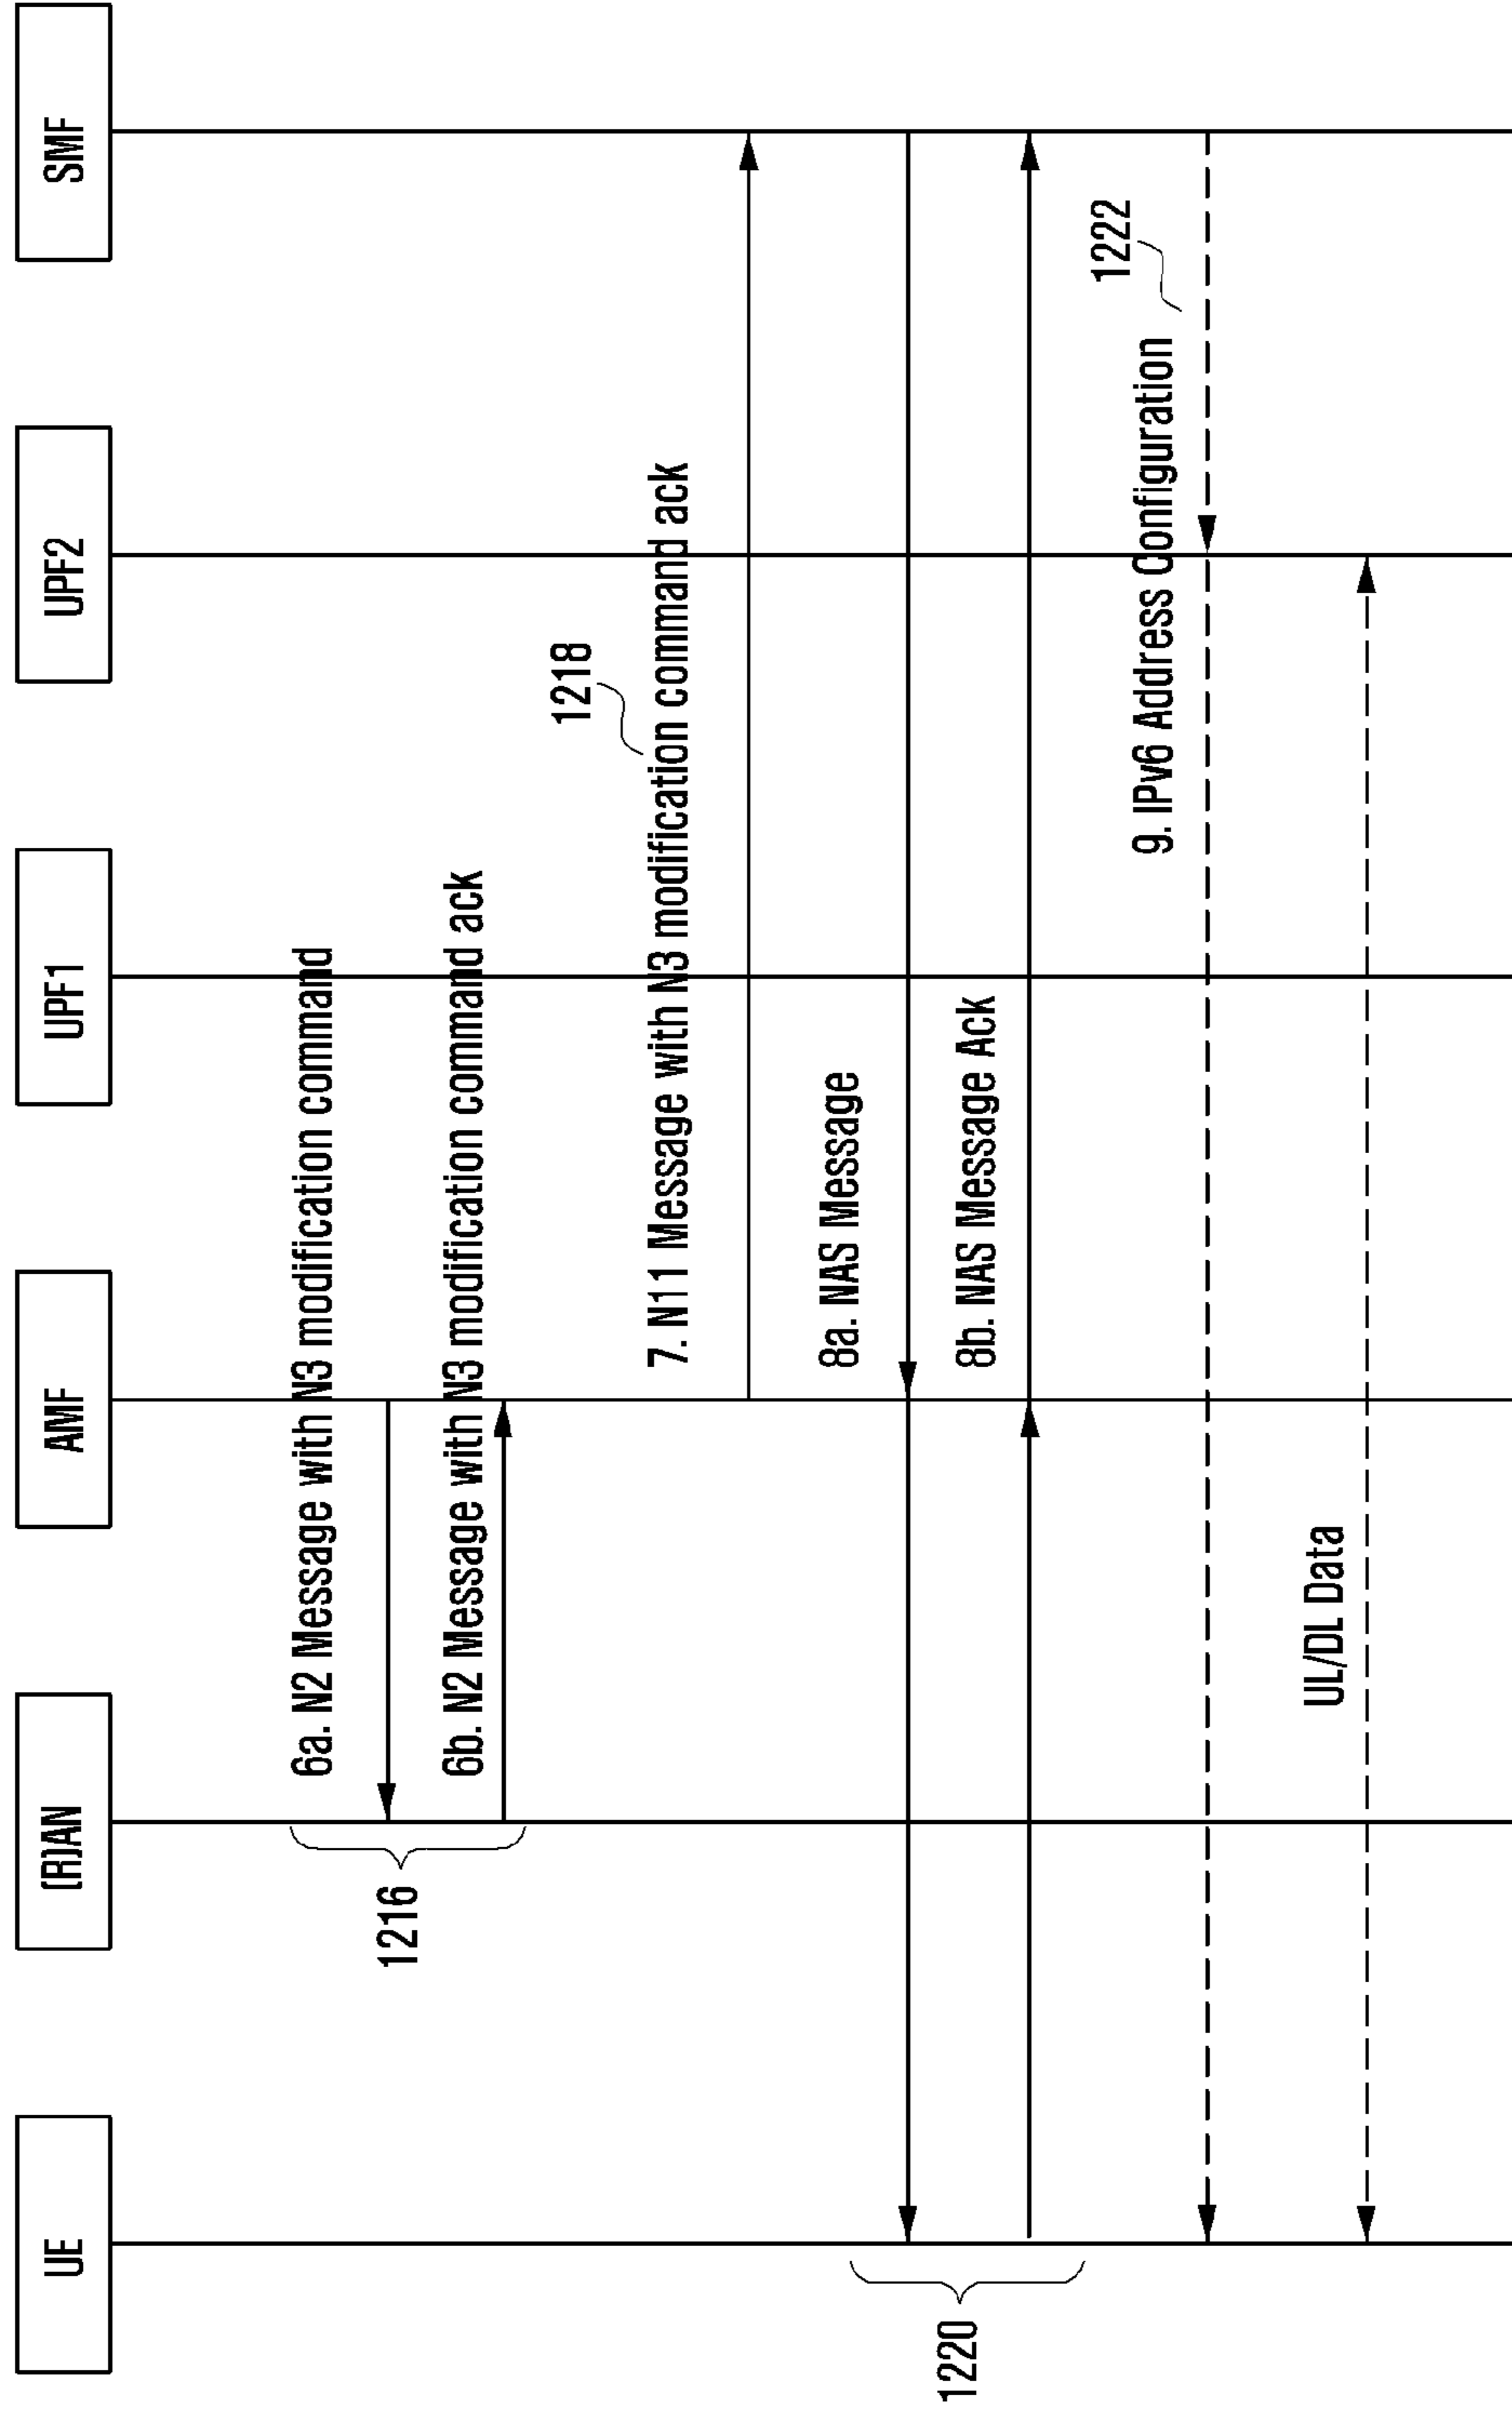 UE
(R)AN
AMF
UPF1
UPF2
SMF
6a. N2 Message with N3 modification command
6b. N2 Message with N3 modification command ack
1216
1218
7. N11 Message with N3 modification command ack
8a. NAS Message
8b. NAS Message Ack
1220
1222
9. IPv6 Address Configuration
UL/DL Data